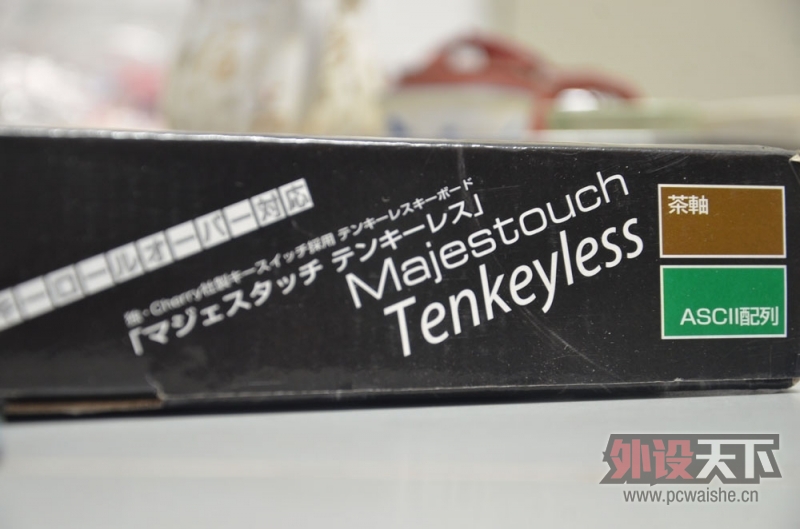 キーロールオーバー対応
独・Cherry社製キースイッチ採用 テンキーレスキーボード
「マジェスタッチ テンキーレス」
Majestouch
Tenkeyless
茶軸
ASCII配列
外设天下
www.pcwaishe.cn